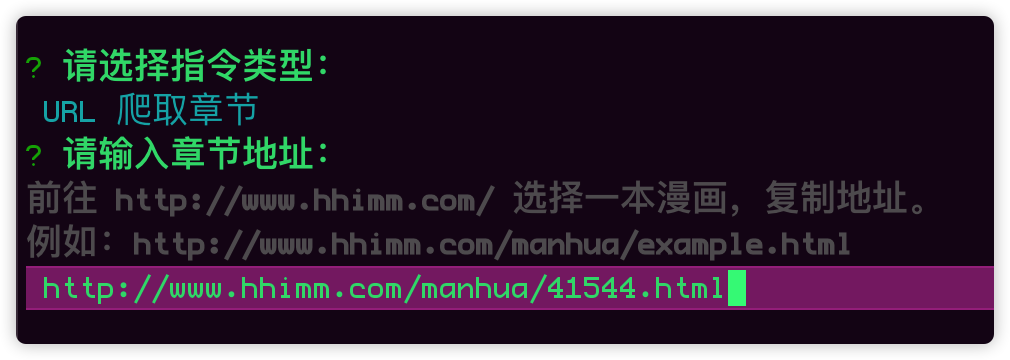 ? 请选择指令类型：
URL 爬取章节
? 请输入章节地址：
前往 http://www.hhimm.com/ 选择一本漫画，复制地址。
例如：http://www.hhimm.com/manhua/example.html
http://www.hhimm.com/manhua/41544.html